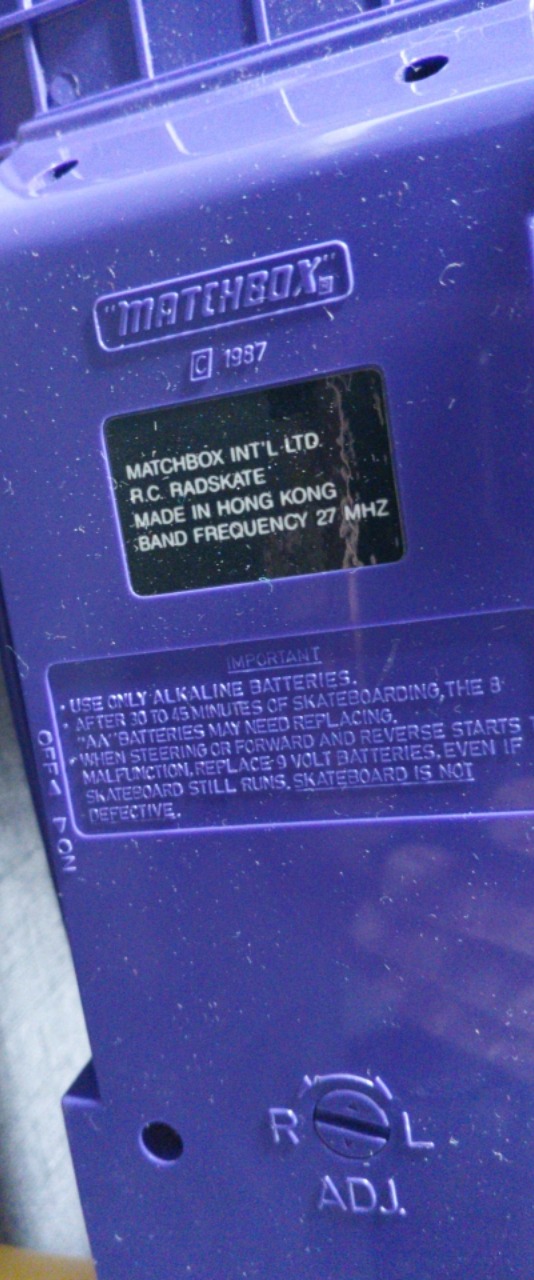 "MATCHBOX"
C 1987
MATCHBOX INT'L LTD.
R.C. RADSKATE
MADE IN HONG KONG
BAND FREQUENCY 27 MHZ
IMPORTANT
• USE ONLY ALKALINE BATTERIES.
• AFTER 30 TO 45 MINUTES OF SKATEBOARDING, THE 8
"AA" BATTERIES MAY NEED REPLACING.
• WHEN STEERING OR FORWARD AND REVERSE STARTS
MALFUNCTION, REPLACE 9 VOLT BATTERIES, EVEN IF
SKATEBOARD STILL RUNS. SKATEBOARD IS NOT
DEFECTIVE.
OFF
ON
R L
ADJ.